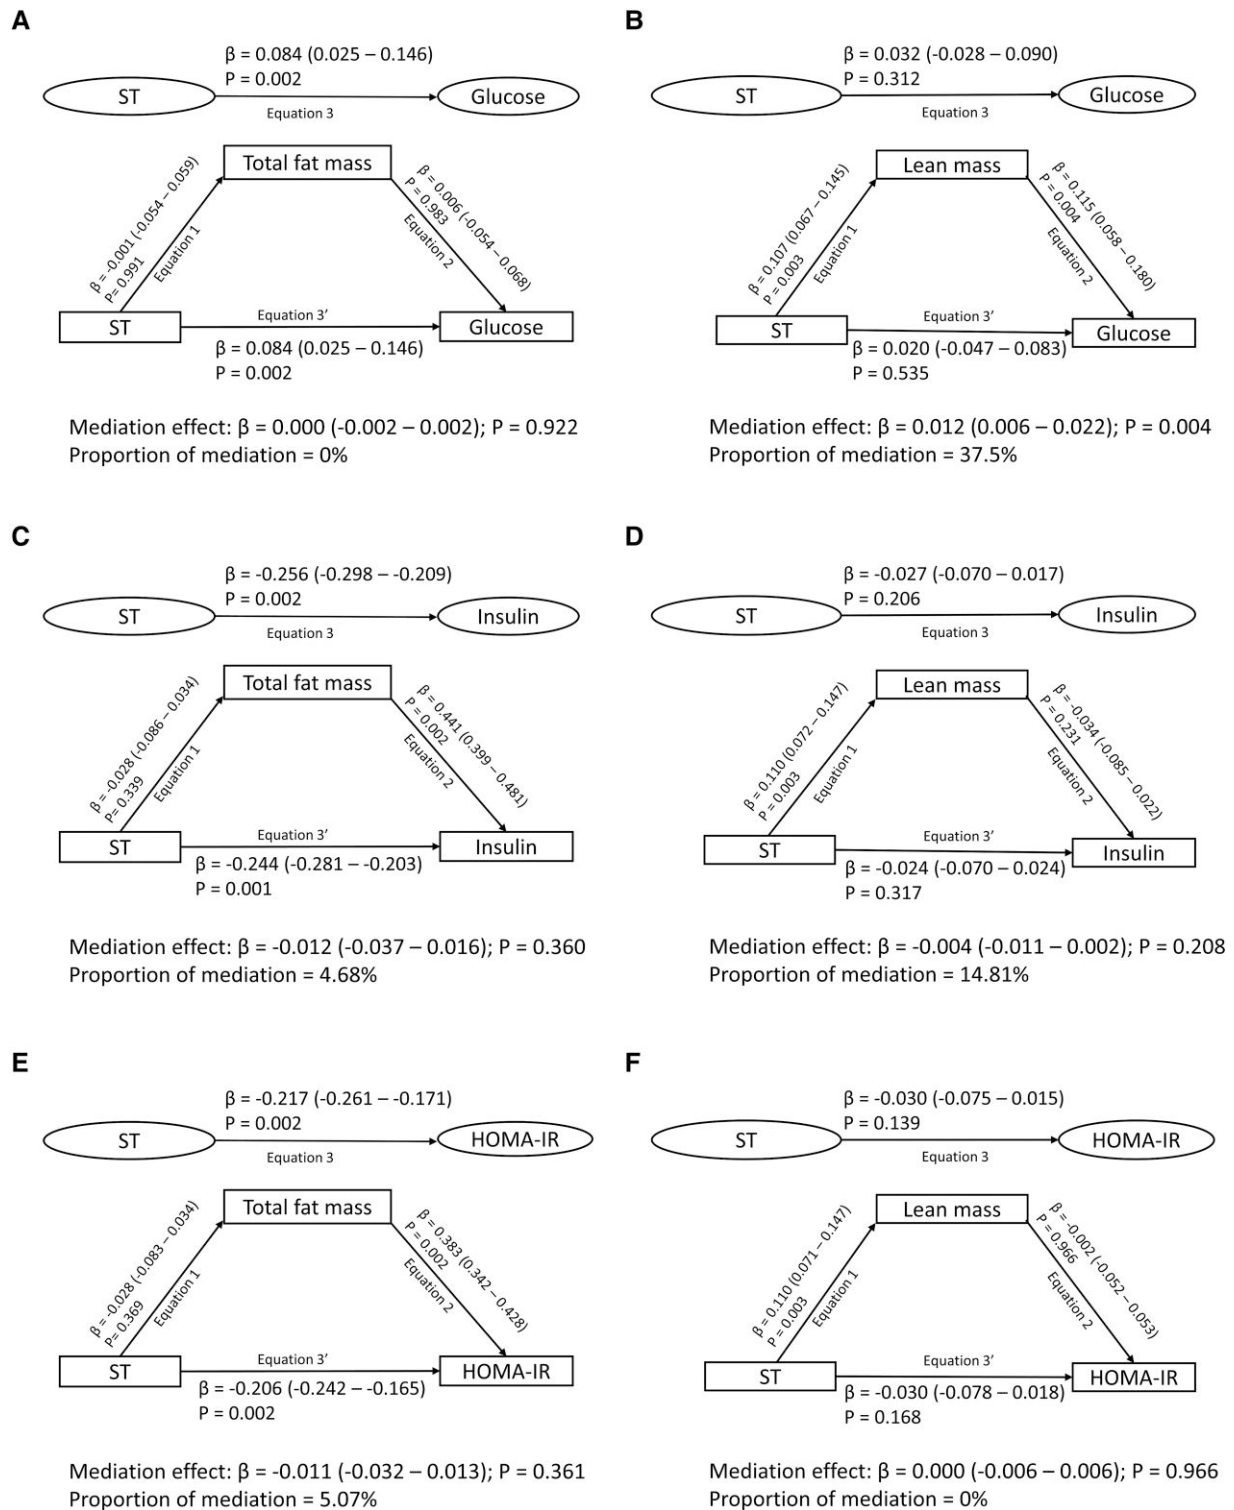 A
β = 0.084 (0.025 – 0.146)
P = 0.002
ST
Glucose
Equation 3
Total fat mass
β = -0.001 (-0.054 – 0.059)
P= 0.991
Equation 1
β = 0.006 (-0.054 – 0.068)
P = 0.983
Equation 2
ST
Equation 3’
Glucose
β = 0.084 (0.025 – 0.146)
P = 0.002
Mediation effect: β = 0.000 (-0.002 – 0.002); P = 0.922
Proportion of mediation = 0%
B
β = 0.032 (-0.028 – 0.090)
P = 0.312
ST
Glucose
Equation 3
Lean mass
β = 0.107 (0.067 – 0.145)
P = 0.003
Equation 1
β = 0.115 (0.058 – 0.180)
P = 0.004
Equation 2
ST
Equation 3’
Glucose
β = 0.020 (-0.047 – 0.083)
P = 0.535
Mediation effect: β = 0.012 (0.006 – 0.022); P = 0.004
Proportion of mediation = 37.5%
C
β = -0.256 (-0.298 – -0.209)
P = 0.002
ST
Insulin
Equation 3
Total fat mass
β = -0.028 (-0.086 – 0.034)
P= 0.339
Equation 1
β = 0.441 (0.399 – 0.481)
P = 0.002
Equation 2
ST
Equation 3’
Insulin
β = -0.244 (-0.281 – -0.203)
P = 0.001
Mediation effect: β = -0.012 (-0.037 – 0.016); P = 0.360
Proportion of mediation = 4.68%
D
β = -0.027 (-0.070 – 0.017)
P = 0.206
ST
Insulin
Equation 3
Lean mass
β = 0.110 (0.072 – 0.147)
P = 0.003
Equation 1
β = -0.034 (-0.085 – 0.022)
P = 0.231
Equation 2
ST
Equation 3’
Insulin
β = -0.024 (-0.070 – 0.024)
P = 0.317
Mediation effect: β = -0.004 (-0.011 – 0.002); P = 0.208
Proportion of mediation = 14.81%
E
β = -0.217 (-0.261 – -0.171)
P = 0.002
ST
HOMA-IR
Equation 3
Total fat mass
β = -0.028 (-0.083 – 0.034)
P= 0.369
Equation 1
β = 0.383 (0.342 – 0.428)
P = 0.002
Equation 2
ST
Equation 3’
HOMA-IR
β = -0.206 (-0.242 – -0.165)
P = 0.002
Mediation effect: β = -0.011 (-0.032 – 0.013); P = 0.361
Proportion of mediation = 5.07%
F
β = -0.030 (-0.075 – 0.015)
P = 0.139
ST
HOMA-IR
Equation 3
Lean mass
β = 0.110 (0.071 – 0.147)
P = 0.003
Equation 1
β = -0.002 (-0.052 – 0.053)
P = 0.966
Equation 2
ST
Equation 3’
HOMA-IR
β = -0.030 (-0.078 – 0.018)
P = 0.168
Mediation effect: β = 0.000 (-0.006 – 0.006); P = 0.966
Proportion of mediation = 0%